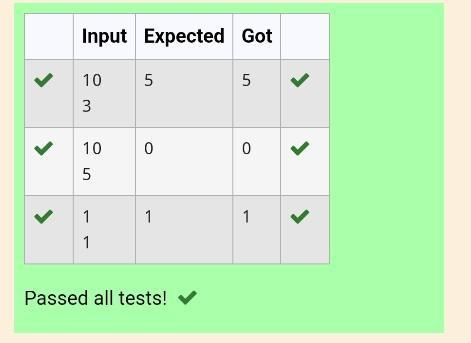 Input Expected Got
10 5 5
3
10 0 0
5
1 1 1
1
Passed all tests!